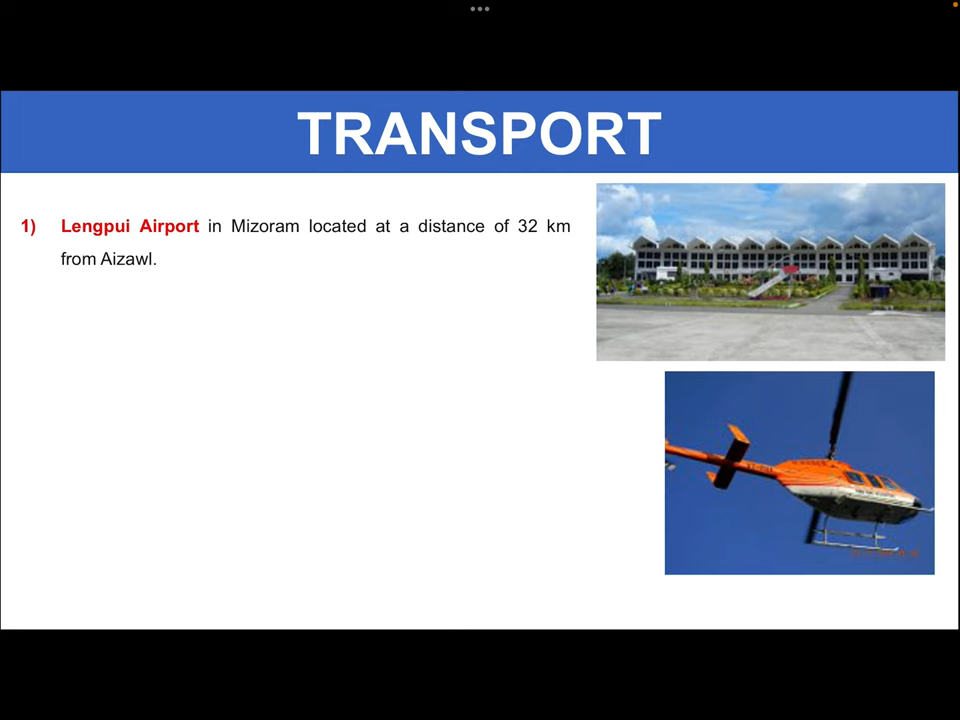 TRANSPORT
1) Lengpui Airport in Mizoram located at a distance of 32 km
from Aizawl.